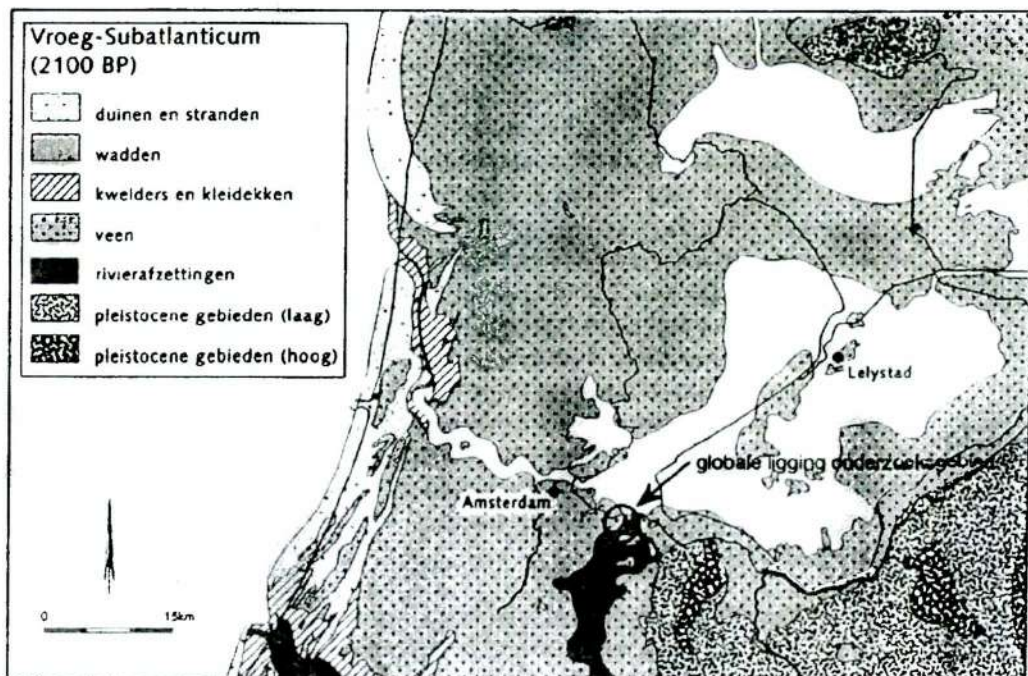 Vroeg-Subatlanticum
(2100 BP)
duinen en stranden
wadden
kwelders en kleidekken
veen
rivierafzettingen
pleistocene gebieden (laag)
pleistocene gebieden (hoog)
Lelystad
globale ligging onderzoeksgebied
Amsterdam
0 15km